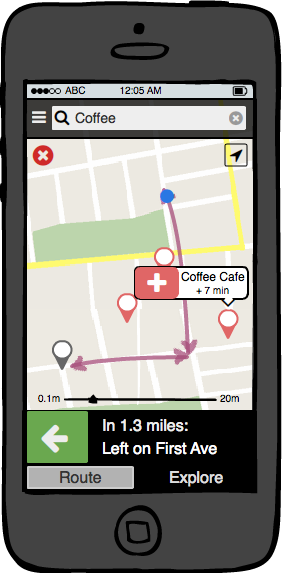 ABC 12:05 AM
Coffee
Coffee Cafe
+ 7 min
0.1m 20m
In 1.3 miles:
Left on First Ave
Route Explore